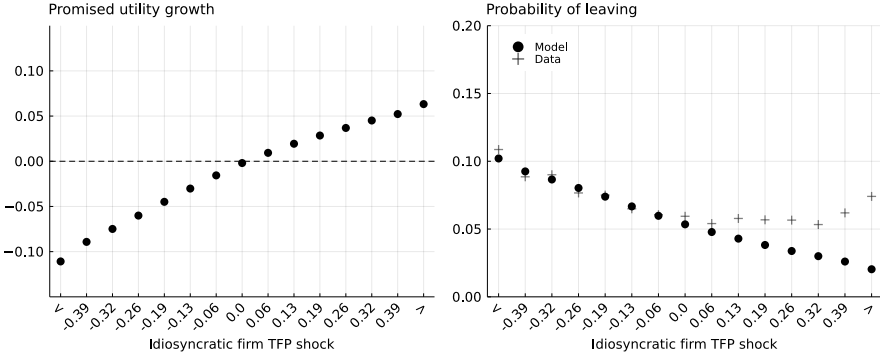 Promised utility growth
0.10
0.05
0.00
−0.05
−0.10
< -0.39 -0.32 -0.26 -0.19 -0.13 -0.06 0.0 0.06 0.13 0.19 0.26 0.32 0.39 >
Idiosyncratic firm TFP shock
Probability of leaving
0.20
Model
Data
0.15
0.10
0.05
0.00
< -0.39 -0.32 -0.26 -0.19 -0.13 -0.06 0.0 0.06 0.13 0.19 0.26 0.32 0.39 >
Idiosyncratic firm TFP shock